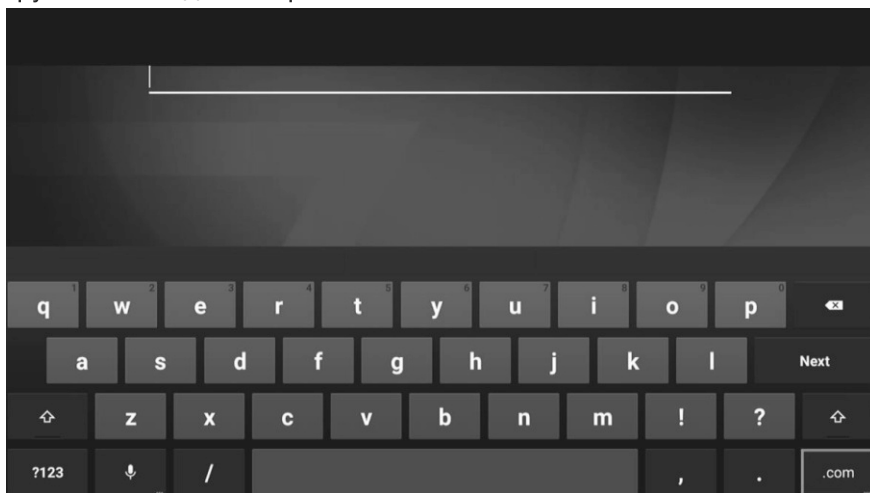 q 1 w 2 e 3 r 4 t 5 y 6 u 7 i 8 o 9 p 0
a s d f g h j k l Next
z x c v b n m ! ?
?123 / , . .com